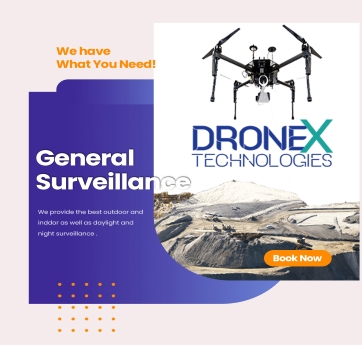 We have
What You Need!
DRONEX
TECHNOLOGIES
General
Surveillance
We provide the best outdoor and
inddor as well as daylight and
night surveillance .
Book Now